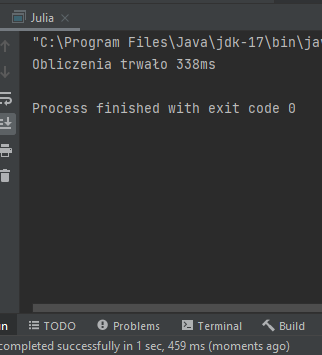 Julia
"C:\Program Files\Java\jdk-17\bin\jav
Obliczenia trwało 338ms
Process finished with exit code 0
TODO
Problems
Terminal
Build
completed successfully in 1 sec, 459 ms (moments ago)